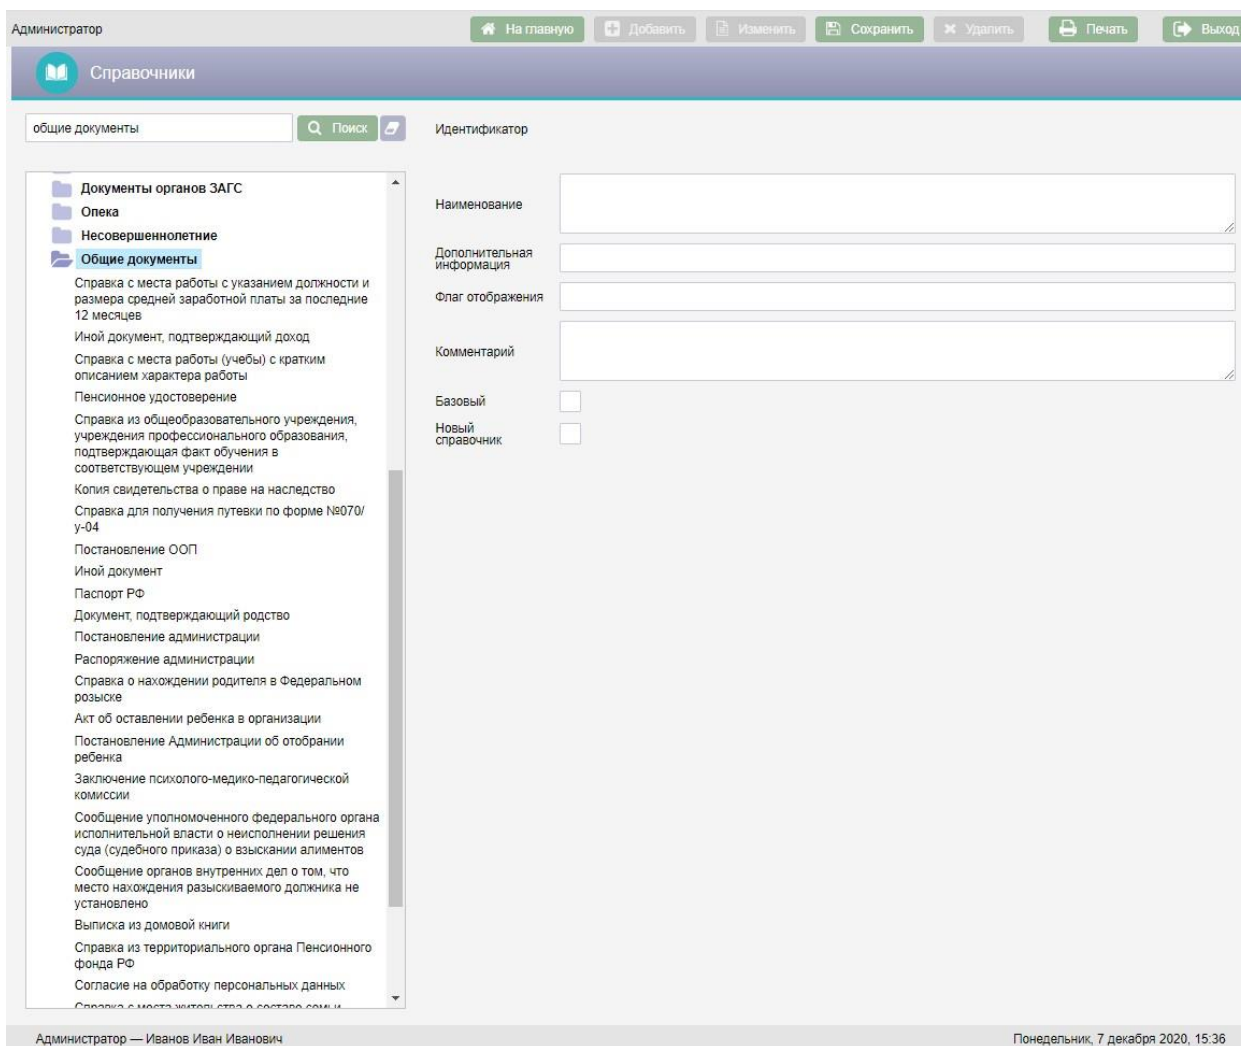 Администратор
На главную
Добавить
Изменить
Сохранить
Удалить
Печать
Выход
Справочники
общие документы
Поиск
Идентификатор
Документы органов ЗАГС
Опека
Несовершеннолетние
Общие документы
Справка с места работы с указанием должности и
размера средней заработной платы за последние
12 месяцев
Иной документ, подтверждающий доход
Справка с места работы (учебы) с кратким
описанием характера работы
Пенсионное удостоверение
Справка из общеобразовательного учреждения,
учреждения профессионального образования,
подтверждающая факт обучения в
соответствующем учреждении
Копия свидетельства о праве на наследство
Справка для получения путевки по форме №070/
у-04
Постановление ООП
Иной документ
Паспорт РФ
Документ, подтверждающий родство
Постановление администрации
Распоряжение администрации
Справка о нахождении родителя в Федеральном
розыске
Акт об оставлении ребенка в организации
Постановление Администрации об отобрании
ребенка
Заключение психолого-медико-педагогической
комиссии
Сообщение уполномоченного федерального органа
исполнительной власти о неисполнении решения
суда (судебного приказа) о взыскании алиментов
Сообщение органов внутренних дел о том, что
место нахождения разыскиваемого должника не
установлено
Выписка из домовой книги
Справка из территориального органа Пенсионного
фонда РФ
Согласие на обработку персональных данных
Справка с места жительства о составе семьи
Наименование
Дополнительная
информация
Флаг отображения
Комментарий
Базовый
Новый
справочник
Администратор — Иванов Иван Иванович
Понедельник, 7 декабря 2020, 15:36